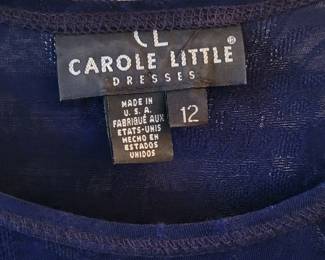 CL
CAROLE LITTLE®
DRESSES
MADE IN
U. S. A.
FABRIQUÉ AUX
ETATS-UNIS
HECHO EN
ESTADOS
UNIDOS
12